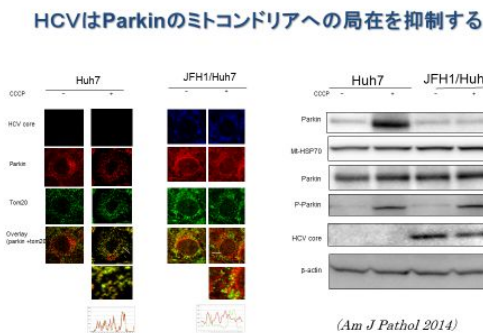 HCVはParkinのミトコンドリアへの局在を抑制する
Huh7
JFH1/Huh7
CCCP - + - +
HCV core
Parkin
Tom20
Overlay
(parkin +tom20
Huh7
JFH1/Huh
CCCP - + -
Parkin
Mt-HSP70
Parkin
P-Parkin
HCV core
β-actin
(Am J Pathol 2014)